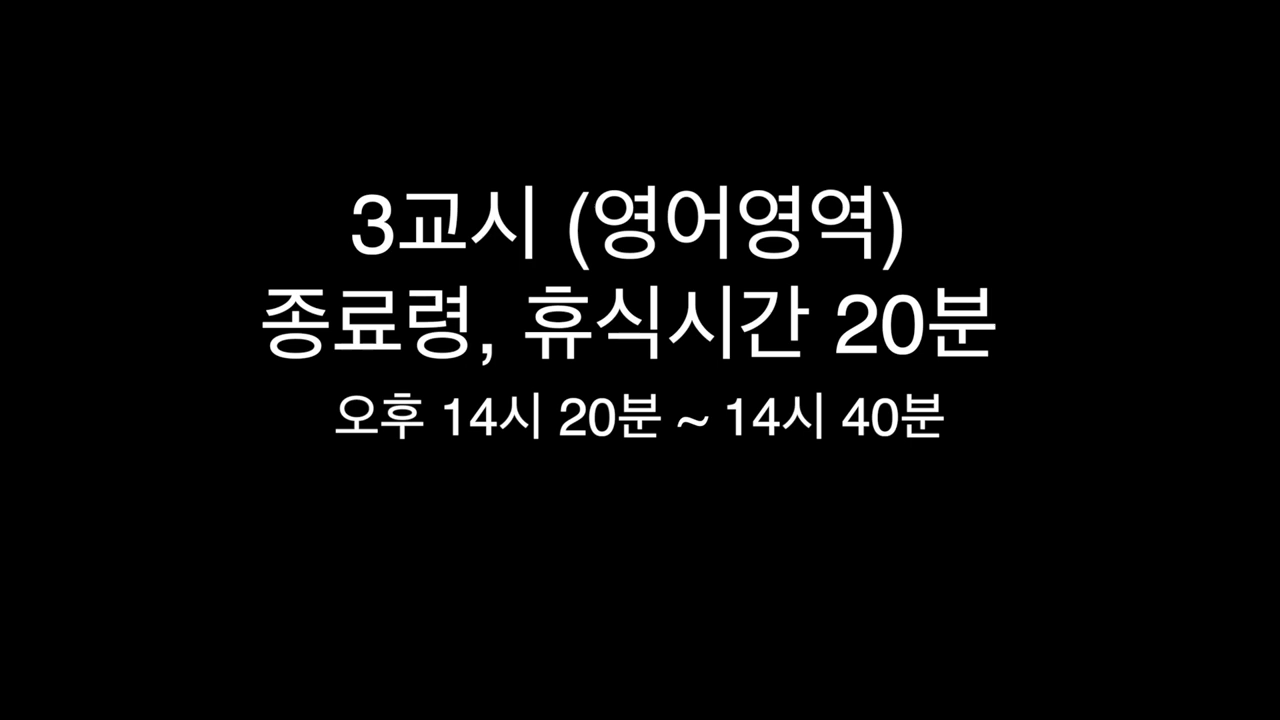 3교시 (영어영역)
종료령, 휴식시간 20분
오후 14시 20분 ~ 14시 40분